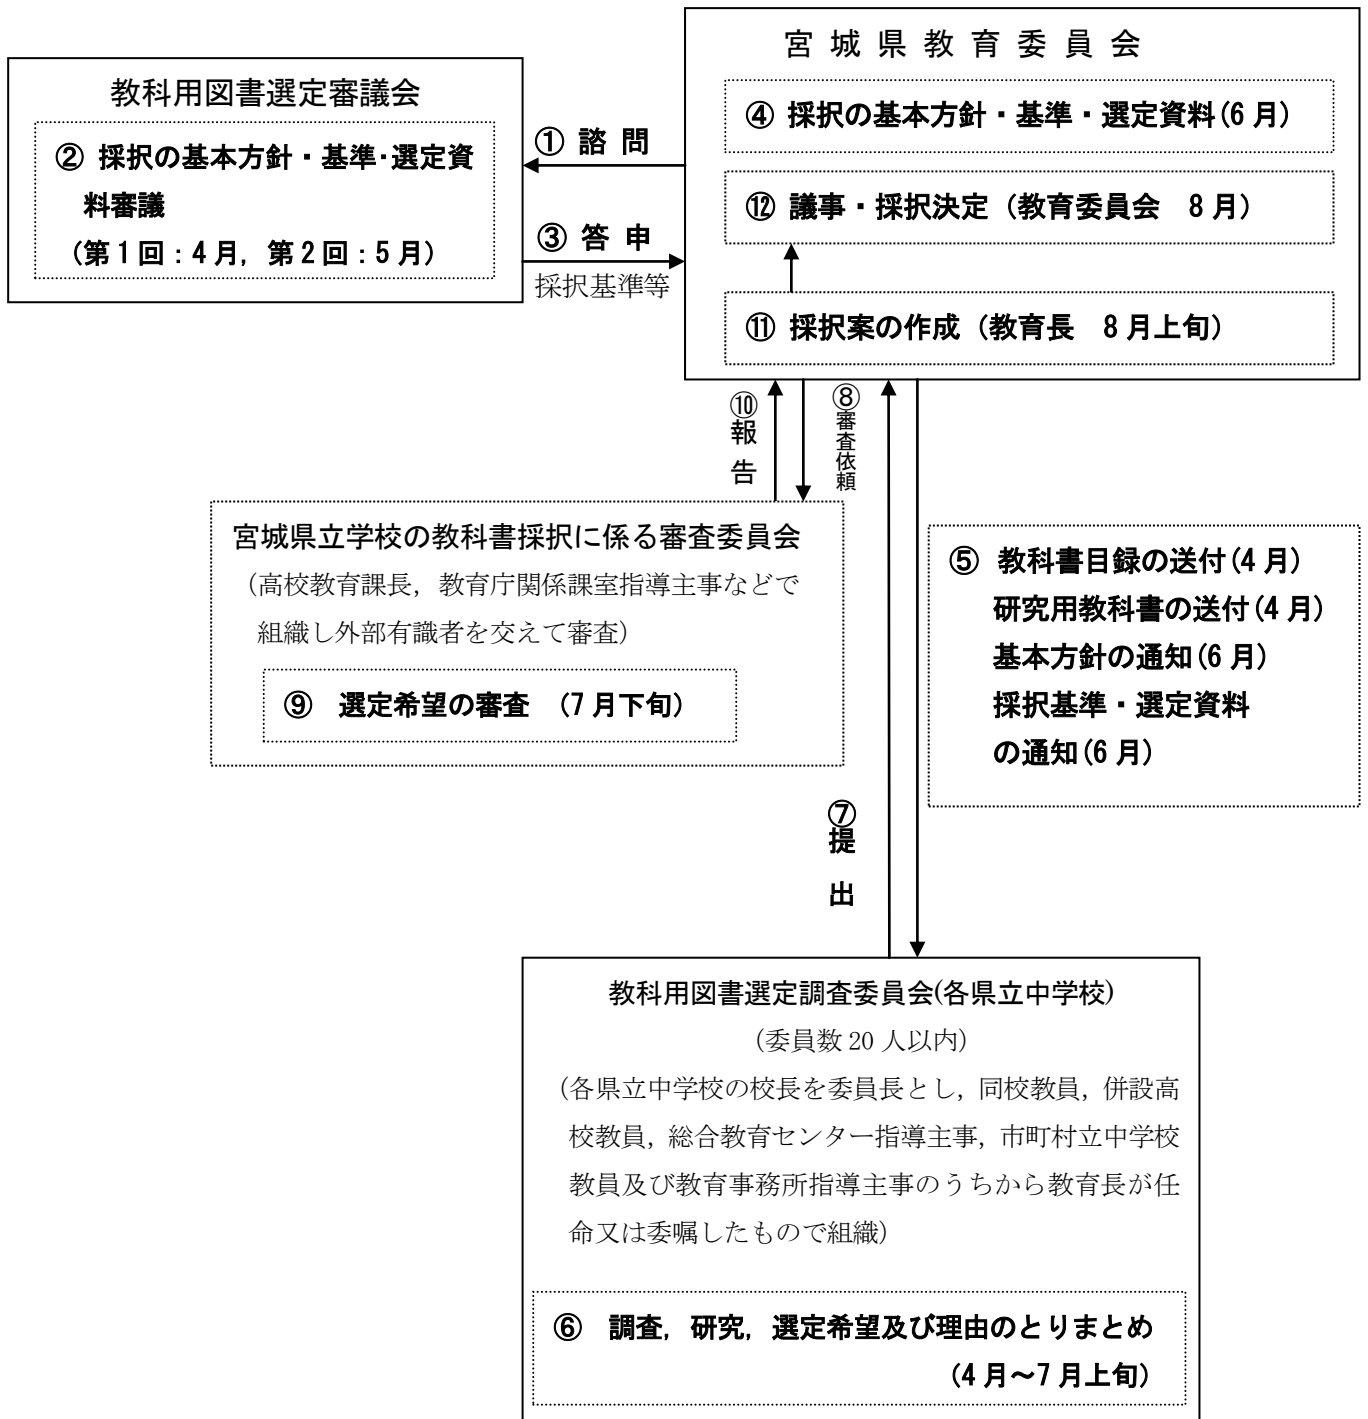 宮城県教育委員会
④ 採択の基本方針・基準・選定資料(6月)
⑫ 議事・採択決定（教育委員会　8月）
⑪ 採択案の作成（教育長　8月上旬）
教科用図書選定審議会
② 採択の基本方針・基準・選定資
料審議
（第1回：4月，第2回：5月）
① 諮 問
③ 答 申
採択基準等
⑩報告
⑧審査依頼
宮城県立学校の教科書採択に係る審査委員会
（高校教育課長，教育庁関係課室指導主事などで
組織し外部有識者を交えて審査）
⑨　選定希望の審査　（7月下旬）
⑤　教科書目録の送付(4月)
研究用教科書の送付(4月)
基本方針の通知(6月)
採択基準・選定資料
の通知(6月)
⑦提出
教科用図書選定調査委員会(各県立中学校)
（委員数20人以内）
（各県立中学校の校長を委員長とし，同校教員，併設高
校教員，総合教育センター指導主事，市町村立中学校
教員及び教育事務所指導主事のうちから教育長が任
命又は委嘱したもので組織）
⑥　調査，研究，選定希望及び理由のとりまとめ
（4月～7月上旬）